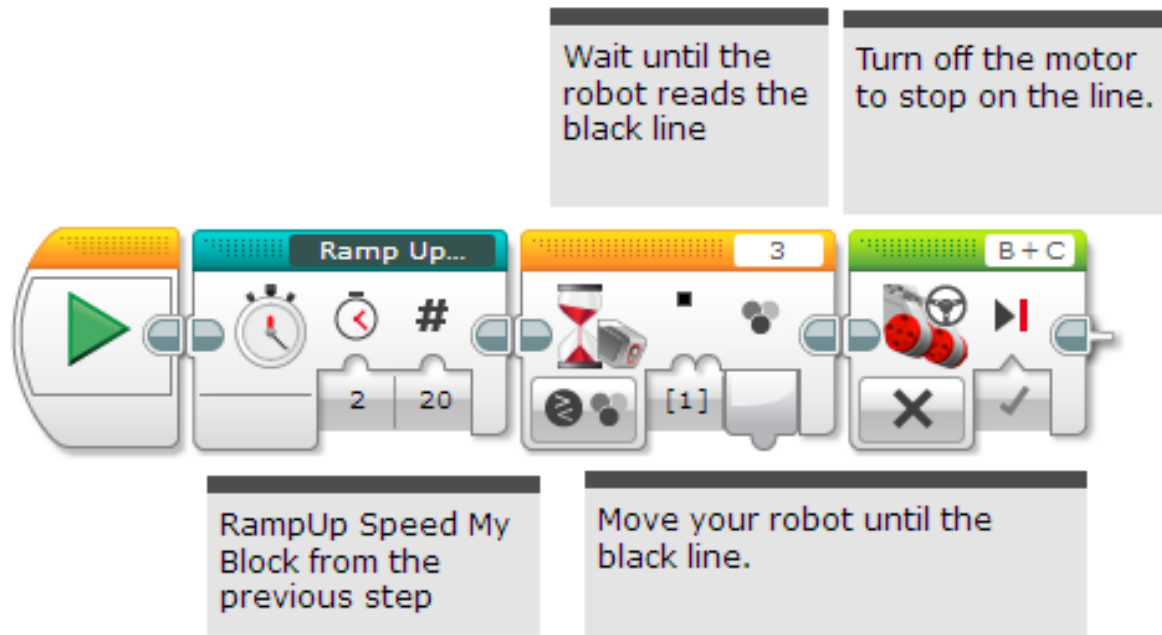 Wait until the
robot reads the
black line
Turn off the motor
to stop on the line.
Ramp Up...
#
2
20
3
[1]
B + C
RampUp Speed My
Block from the
previous step
Move your robot until the
black line.